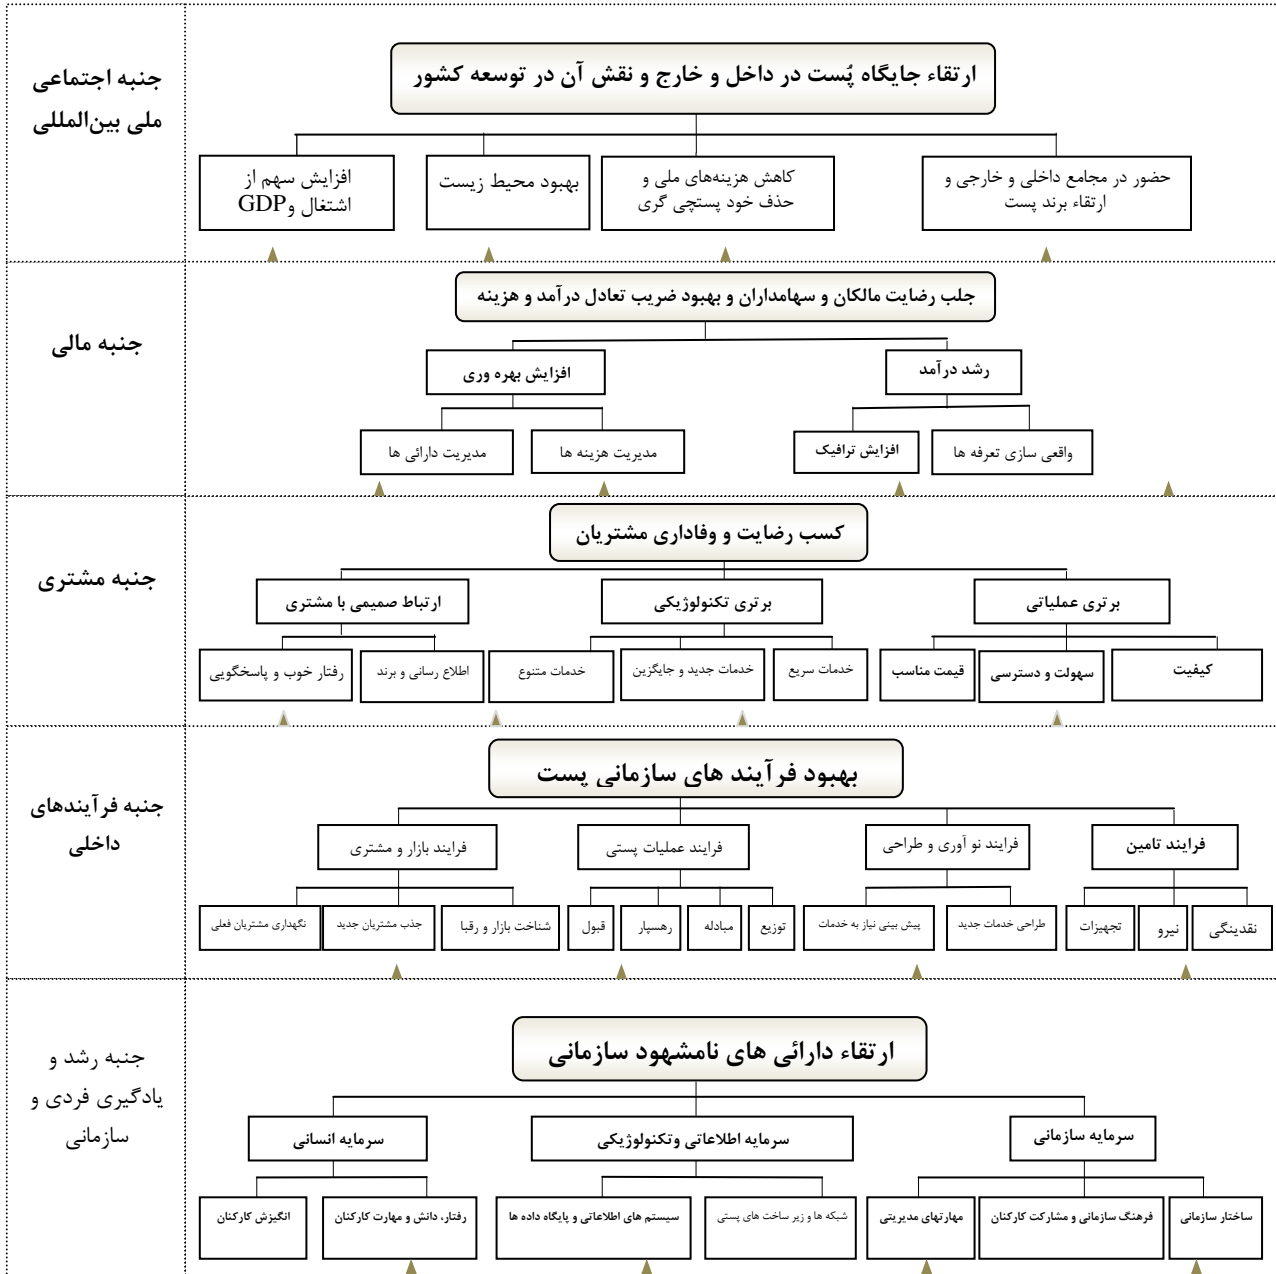 جنبه اجتماعی
ملی بین‌المللی
ارتقاء جایگاه پُست در داخل و خارج و نقش آن در توسعه کشور
حضور در مجامع داخلی و خارجی و
ارتقاء برند پست
کاهش هزینه‌های ملی و
حذف خود پستچی گری
بهبود محیط زیست
افزایش سهم از
اشتغال وGDP
جنبه مالی
جلب رضایت مالکان و سهامداران و بهبود ضریب تعادل درآمد و هزینه
رشد درآمد
افزایش بهره وری
واقعی سازی تعرفه ها
افزایش ترافیک
مدیریت هزینه ها
مدیریت دارائی ها
جنبه مشتری
کسب رضایت و وفاداری مشتریان
برتری عملیاتی
برتری تکنولوژیکی
ارتباط صمیمی با مشتری
کیفیت
سهولت و دسترسی
قیمت مناسب
خدمات سریع
خدمات جدید و جایگزین
خدمات متنوع
اطلاع رسانی و برند
رفتار خوب و پاسخگویی
جنبه فرآیندهای
داخلی
بهبود فرآیند های سازمانی پست
فرایند تامین
فرایند نو آوری و طراحی
فرایند عملیات پستی
فرایند بازار و مشتری
نقدینگی
نیرو
تجهیزات
طراحی خدمات جدید
پیش بینی نیاز به خدمات
توزیع
مبادله
رهسپار
قبول
شناخت بازار و رقبا
جذب مشتریان جدید
نگهداری مشتریان فعلی
جنبه رشد و
یادگیری فردی و
سازمانی
ارتقاء دارائی های نامشهود سازمانی
سرمایه سازمانی
سرمایه اطلاعاتی وتکنولوژیکی
سرمایه انسانی
ساختار سازمانی
فرهنگ سازمانی و مشارکت کارکنان
مهارتهای مدیریتی
شبکه ها و زیر ساخت های پستی
سیستم های اطلاعاتی و پایگاه داده ها
رفتار، دانش و مهارت کارکنان
انگیزش کارکنان